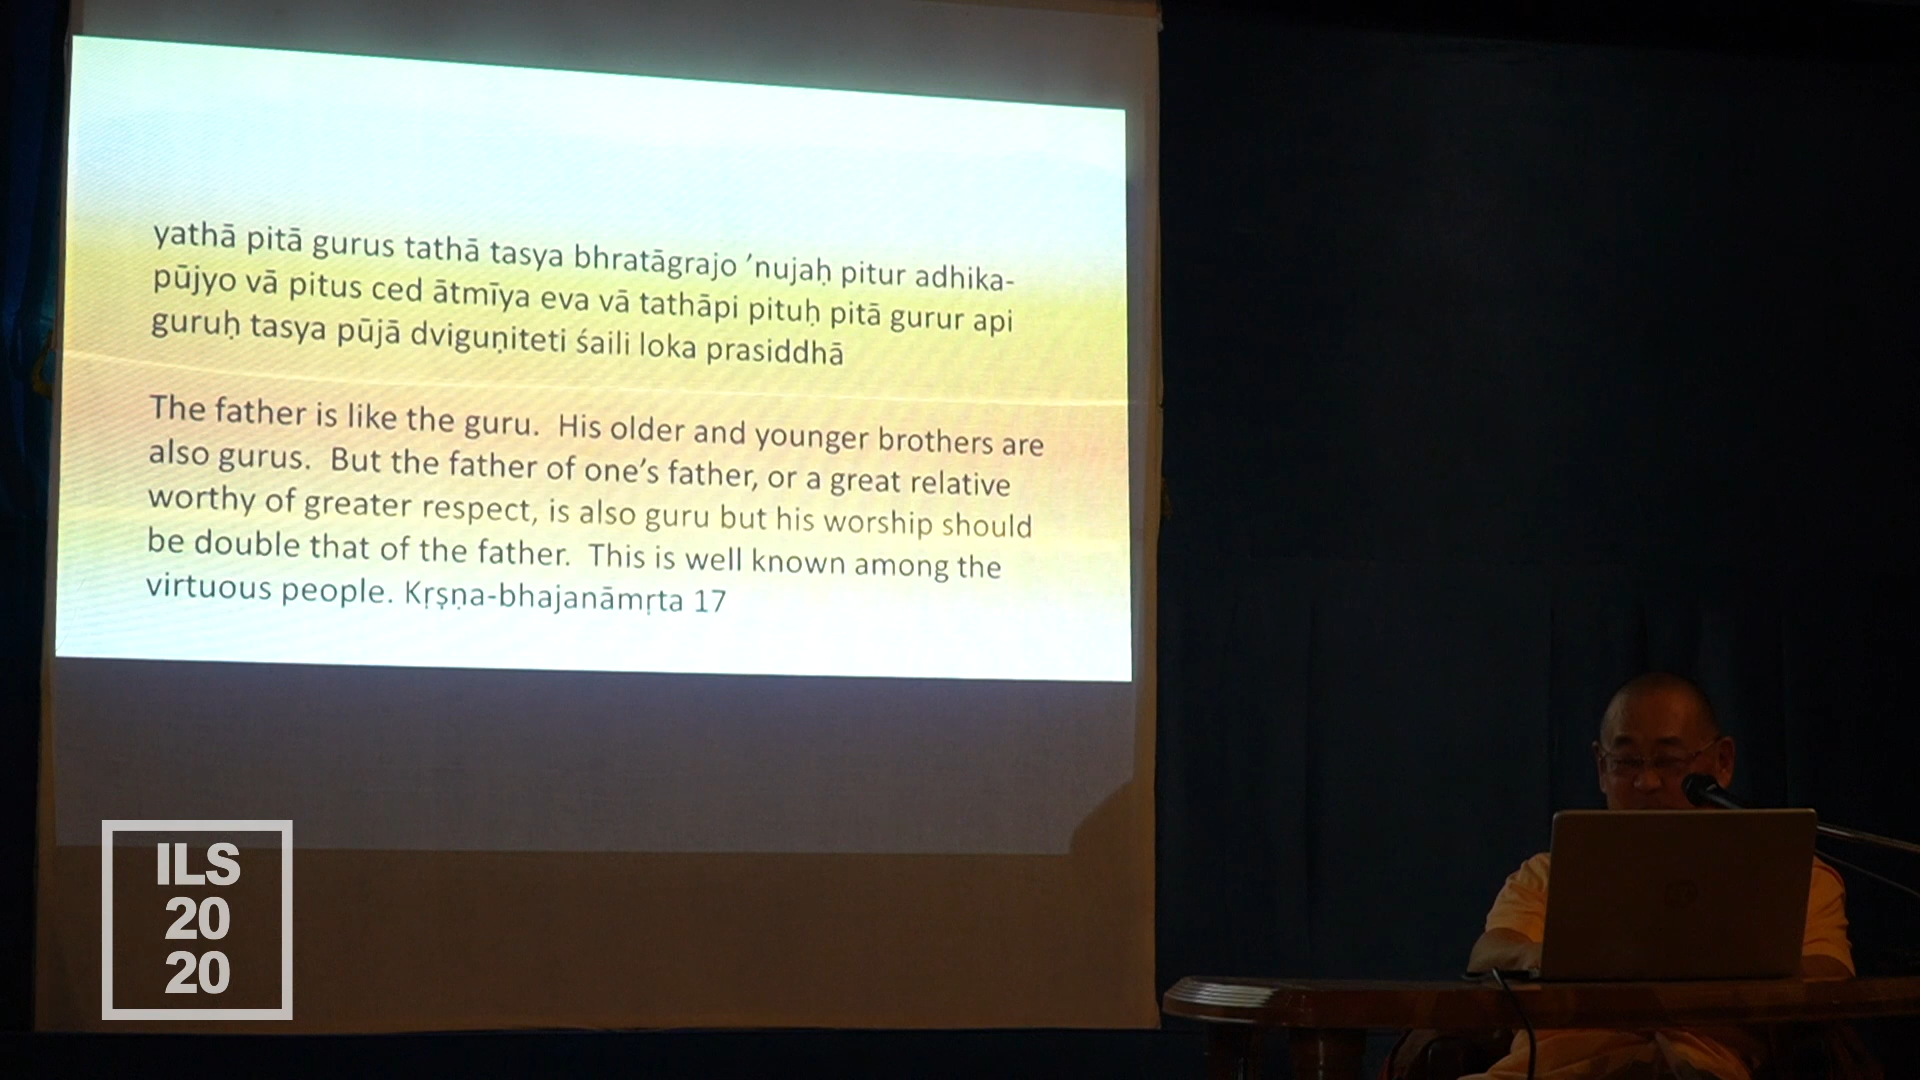 yathā pitā gurus tathā tasya bhratāgrajo ’nujaḥ pitur adhika-
pūjyo vā pitus ced ātmīya eva vā tathāpi pituḥ pitā gurur api
guruḥ tasya pūjā dviguṇiteti śaili loka prasiddhā
The father is like the guru.  His older and younger brothers are
also gurus.  But the father of one’s father, or a great relative
worthy of greater respect, is also guru but his worship should
be double that of the father.  This is well known among the
virtuous people. Kṛṣṇa-bhajanāmṛta 17
ILS
20
20